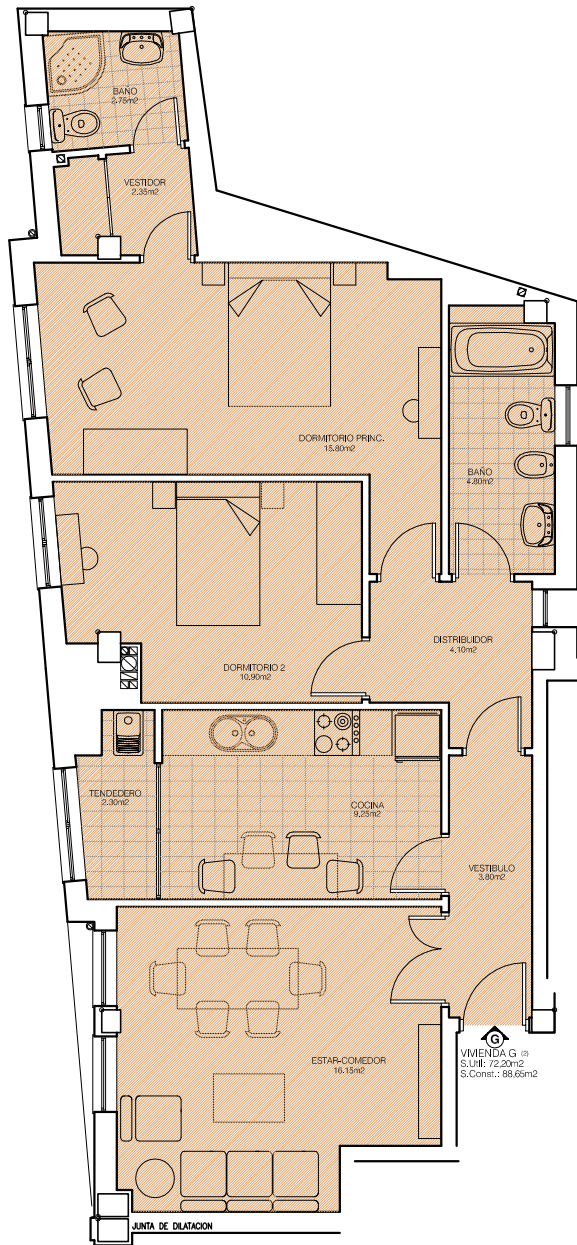 BAÑO
2.75m2
VESTIDOR
2.35m2
DORMITORIO PRINC.
15.80m2
BAÑO
4.80m2
DORMITORIO 2
10.90m2
DISTRIBUIDOR
4.10m2
TENDEDERO
2.30m2
COCINA
9.25m2
VESTIBULO
3.80m2
ESTAR-COMEDOR
16.15m2
G
VIVIENDA G (2)
S.Util: 72,20m2
S.Const.: 88,65m2
JUNTA DE DILATACION